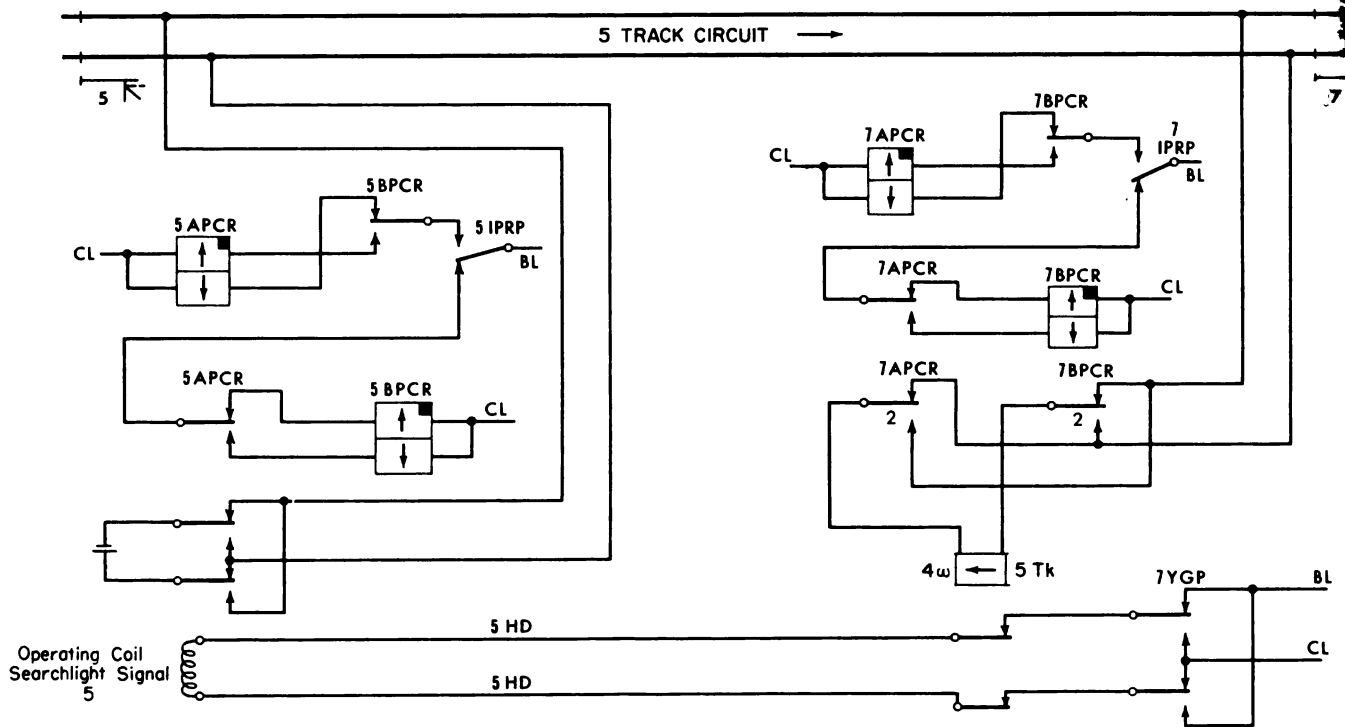 5 TRACK CIRCUIT
5
7
7BPCR
7APCR
7
IPRP
CL
BL
5BPCR
5APCR
5IPRP
CL
BL
7APCR
7BPCR
CL
5APCR
5BPCR
CL
7APCR
7BPCR
2
2
4ω
5 Tk
7YGP
BL
5 HD
CL
Operating Coil
Searchlight Signal
5
5 HD